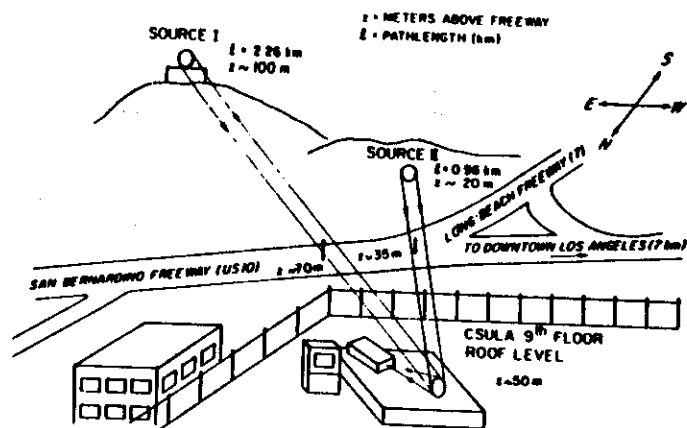 z = METERS ABOVE FREEWAY
ℓ = PATHLENGTH (km)
SOURCE I
ℓ = 2.26 km
z ~ 100 m
S
E
W
N
SOURCE II
ℓ = 0.96 km
z ~ 20 m
LONG BEACH FREEWAY (7)
TO DOWNTOWN LOS ANGELES (7 km)
SAN BERNARDINO FREEWAY (US10)
z ~ 70 m
z ~ 35 m
CSULA 9th FLOOR
ROOF LEVEL
z ~ 50 m